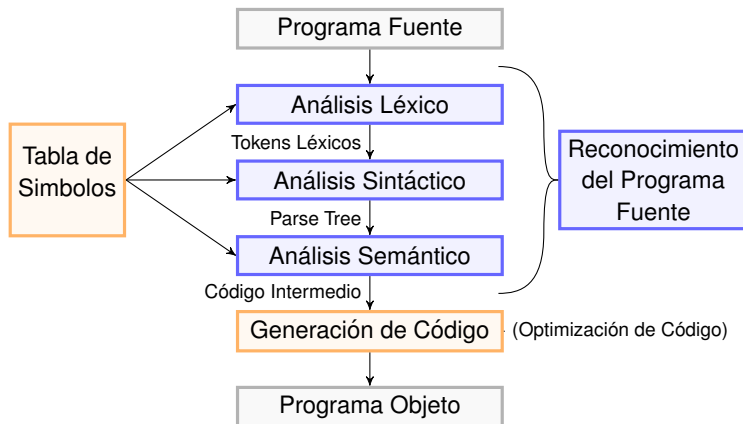 Programa Fuente
Análisis Léxico
Tokens Léxicos
Tabla de
Simbolos
Análisis Sintáctico
Reconocimiento
del Programa
Fuente
Parse Tree
Análisis Semántico
Código Intermedio
Generación de Código
(Optimización de Código)
Programa Objeto